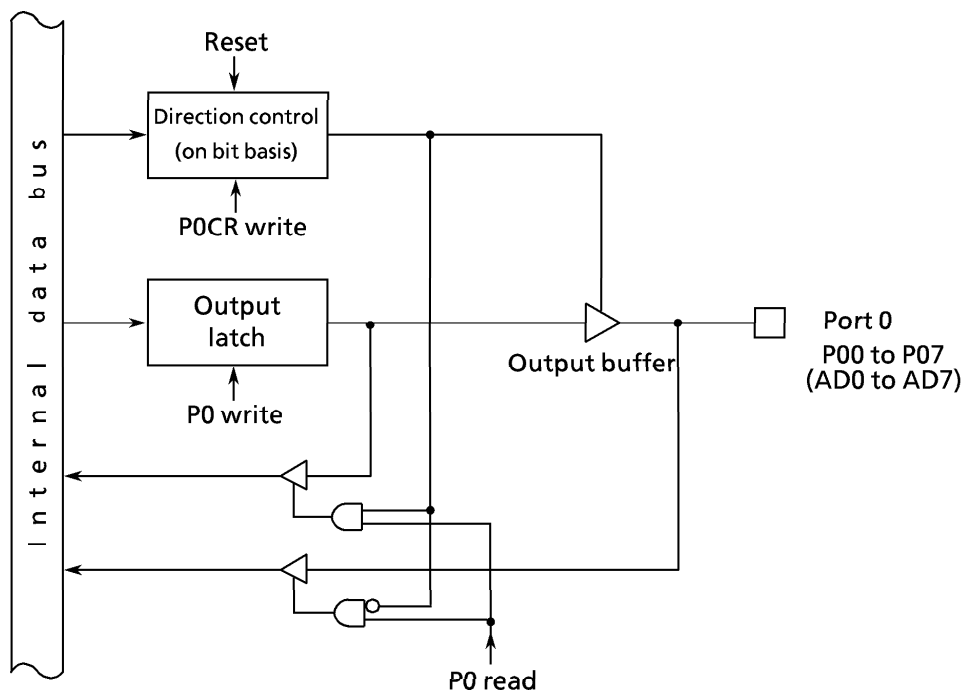 Internal data bus
Reset
Direction control
(on bit basis)
P0CR write
Output
latch
P0 write
Output buffer
Port 0
P00 to P07
(AD0 to AD7)
P0 read